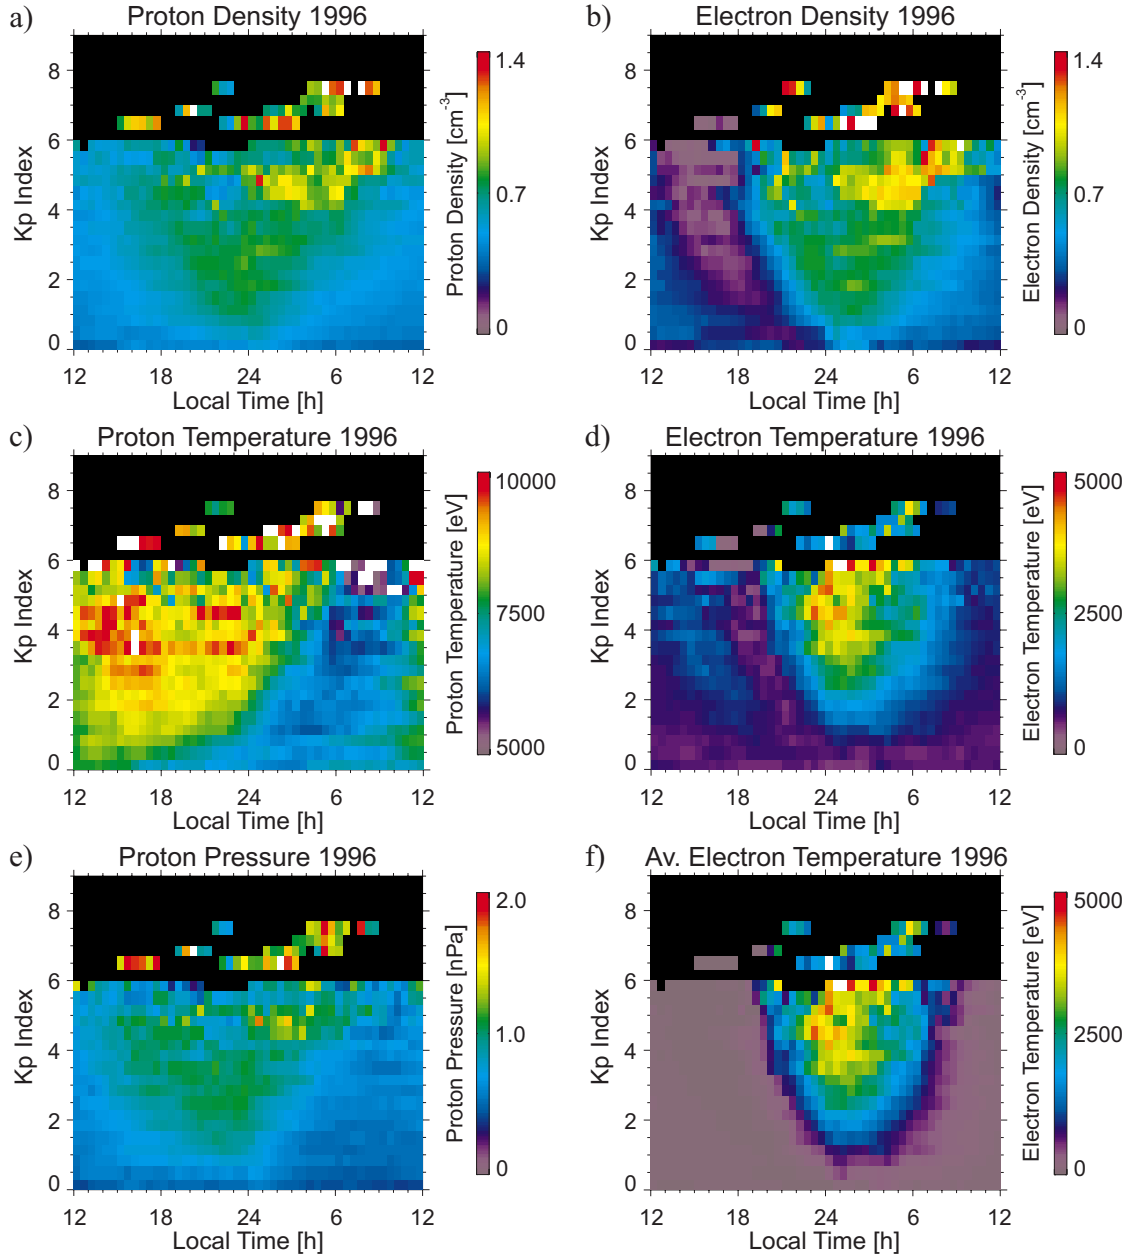 a) Proton Density 1996
8
6
4
2
0
Kp Index
12 18 24 6 12
Local Time [h]
1.4
0.7
0
Proton Density [cm⁻³]
b) Electron Density 1996
8
6
4
2
0
Kp Index
12 18 24 6 12
Local Time [h]
1.4
0.7
0
Electron Density [cm⁻³]
c) Proton Temperature 1996
8
6
4
2
0
Kp Index
12 18 24 6 12
Local Time [h]
10000
7500
5000
Proton Temperature [eV]
d) Electron Temperature 1996
8
6
4
2
0
Kp Index
12 18 24 6 12
Local Time [h]
5000
2500
0
Electron Temperature [eV]
e) Proton Pressure 1996
8
6
4
2
0
Kp Index
12 18 24 6 12
Local Time [h]
2.0
1.0
0
Proton Pressure [nPa]
f) Av. Electron Temperature 1996
8
6
4
2
0
Kp Index
12 18 24 6 12
Local Time [h]
5000
2500
0
Electron Temperature [eV]